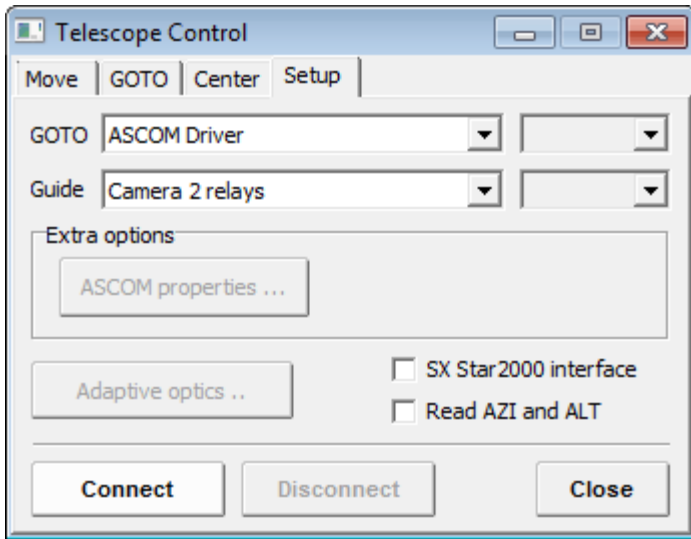 Telescope Control
Move GOTO Center Setup
GOTO ASCOM Driver
Guide Camera 2 relays
Extra options
ASCOM properties ...
Adaptive optics ..
SX Star2000 interface
Read AZI and ALT
Connect Disconnect Close